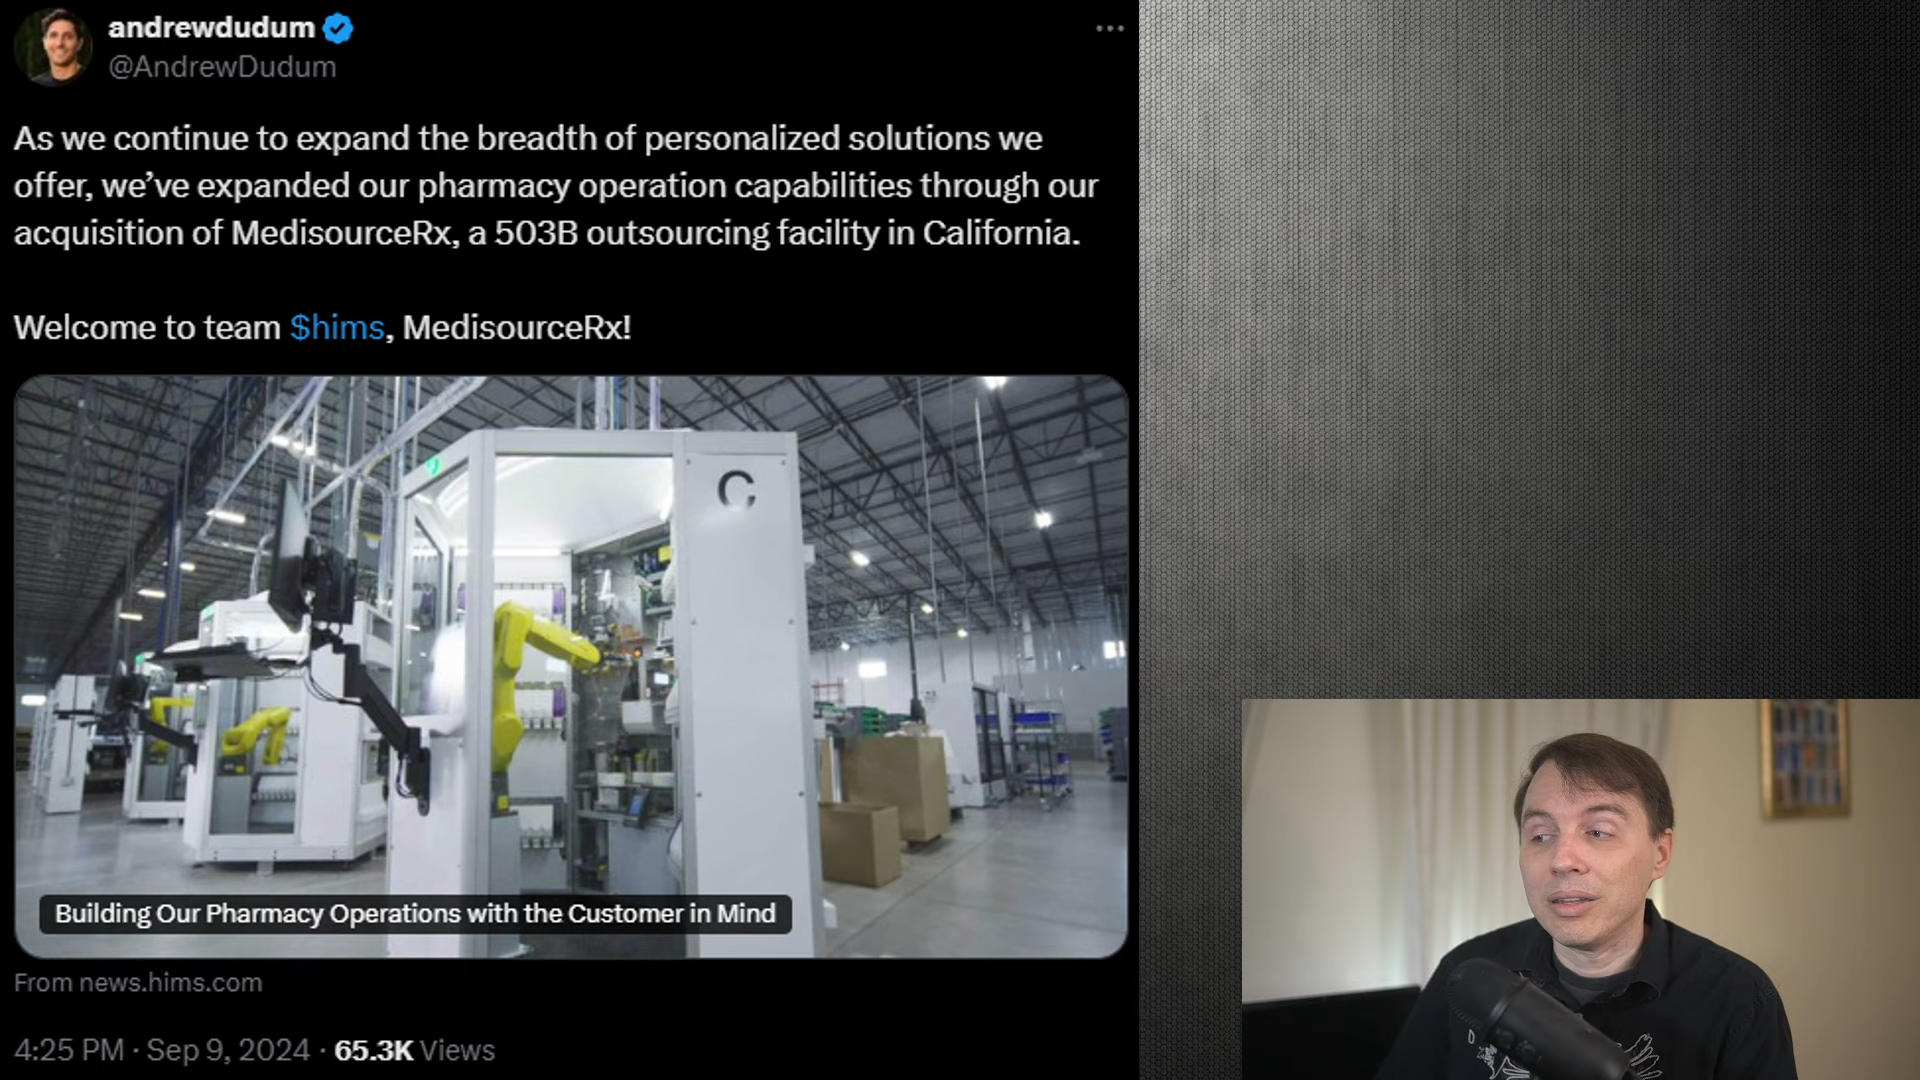 andrewdudum
@AndrewDudum
As we continue to expand the breadth of personalized solutions we
offer, we’ve expanded our pharmacy operation capabilities through our
acquisition of MedisourceRx, a 503B outsourcing facility in California.
Welcome to team $hims, MedisourceRx!
C
Building Our Pharmacy Operations with the Customer in Mind
From news.hims.com
4:25 PM · Sep 9, 2024 · 65.3K Views